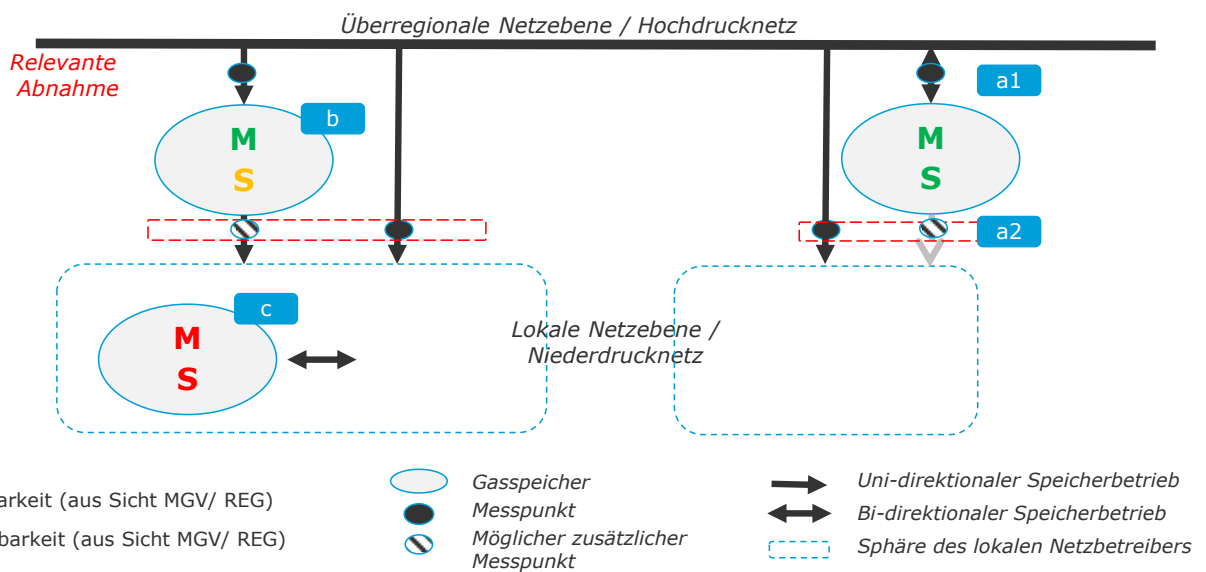 Überregionale Netzebene / Hochdrucknetz
Relevante
Abnahme
a1
b
M
S
M
S
a2
c
M
S
Lokale Netzebene /
Niederdrucknetz
arkeit (aus Sicht MGV/ REG)
barkeit (aus Sicht MGV/ REG)
Gasspeicher
Messpunkt
Möglicher zusätzlicher
Messpunkt
Uni-direktionaler Speicherbetrieb
Bi-direktionaler Speicherbetrieb
Sphäre des lokalen Netzbetreibers